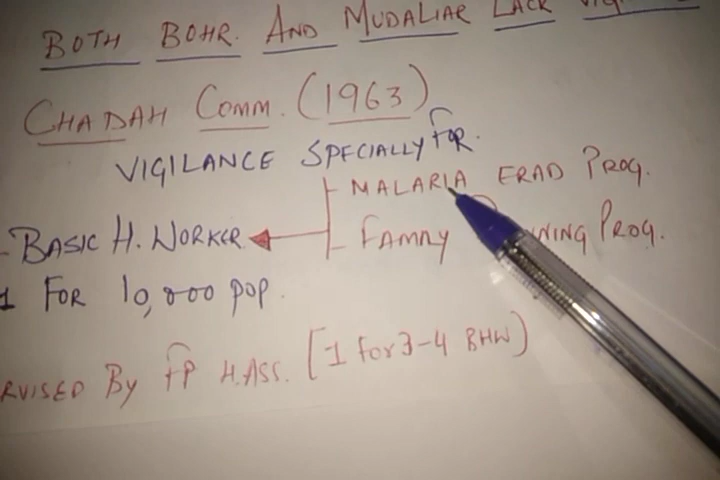 BOTH BOHR. AND MUDALIAR LACK
CHADAH COMM. (1963)
VIGILANCE SPECIALLY FOR.
MALARIA ERAD PROG.
- BASIC H. WORKER
FAMILY PROG.
1 FOR 10,000 POP.
RVISED BY FP H.ASS. [1 for 3-4 BHW)